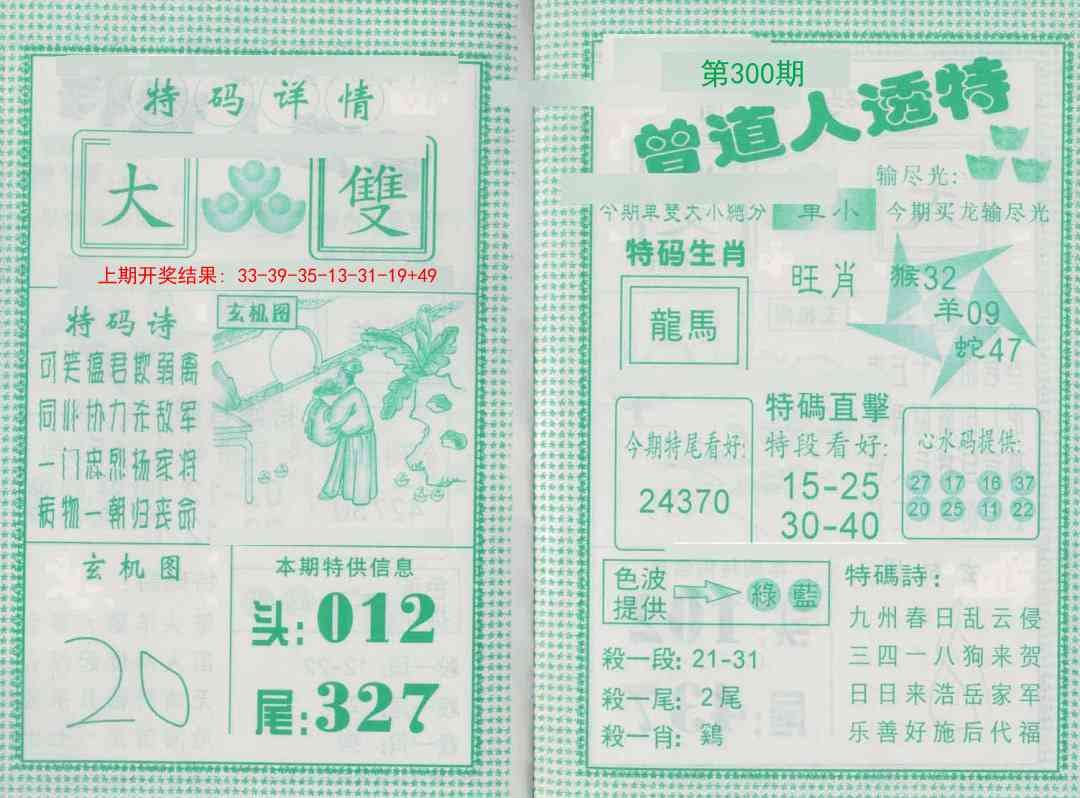 特码详情
大 雙
上期开奖结果：33-39-35-13-31-19+49
特码诗
可笑瘟君欺弱禽
同仇协力杀敌军
一门忠烈杨家将
病物一朝归丧命
玄机图
玄机图
20
本期特供信息
头：012
尾：327
第300期
曾道人透特
输尽光：
今期單雙大小總分 單小
今期买龙输尽光
特码生肖
龍馬
旺肖
猴32
羊09
蛇47
今期特尾看好：
24370
特碼直擊
特段看好：
15-25
30-40
心水码提供：
27 17 16 37
20 25 11 22
色波提供 綠 藍
殺一段：21-31
殺一尾：2尾
殺一肖：鷄
特碼詩：
九州春日乱云侵
三四一八狗来贺
日日来浩岳家军
乐善好施后代福